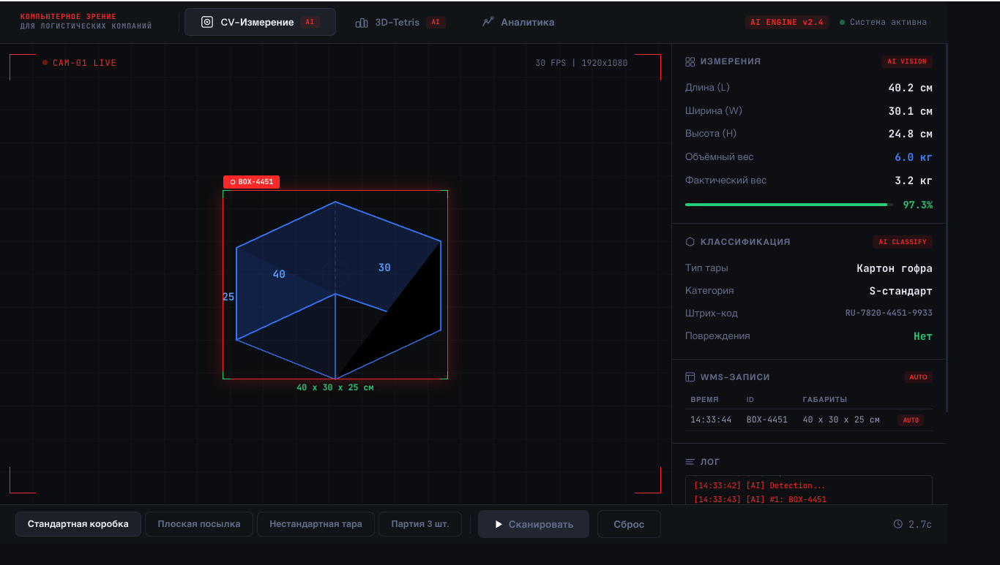 КОМПЬЮТЕРНОЕ ЗРЕНИЕ
ДЛЯ ЛОГИСТИЧЕСКИХ КОМПАНИЙ
CV-Измерение AI
3D-Tetris AI
Аналитика
AI ENGINE v2.4
Система активна
CAM-01 LIVE
30 FPS | 1920x1080
BOX-4451
40
30
25
40 x 30 x 25 см
ИЗМЕРЕНИЯ AI VISION
Длина (L) 40.2 см
Ширина (W) 30.1 см
Высота (H) 24.8 см
Объёмный вес 6.0 кг
Фактический вес 3.2 кг
97.3%
КЛАССИФИКАЦИЯ AI CLASSIFY
Тип тары Картон гофра
Категория S-стандарт
Штрих-код RU-7820-4451-9933
Повреждения Нет
WMS-ЗАПИСИ AUTO
ВРЕМЯ ID ГАБАРИТЫ
14:33:44 BOX-4451 40 x 30 x 25 см AUTO
ЛОГ
[14:33:42] [AI] Detection...
[14:33:43] [AI] #1: BOX-4451
Стандартная коробка
Плоская посылка
Нестандартная тара
Партия 3 шт.
Сканировать
Сброс
2.7с